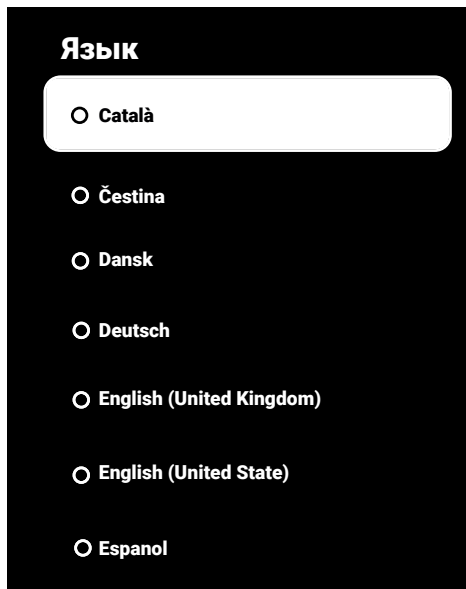 Язык
Català
Čestina
Dansk
Deutsch
English (United Kingdom)
English (United State)
Espanol